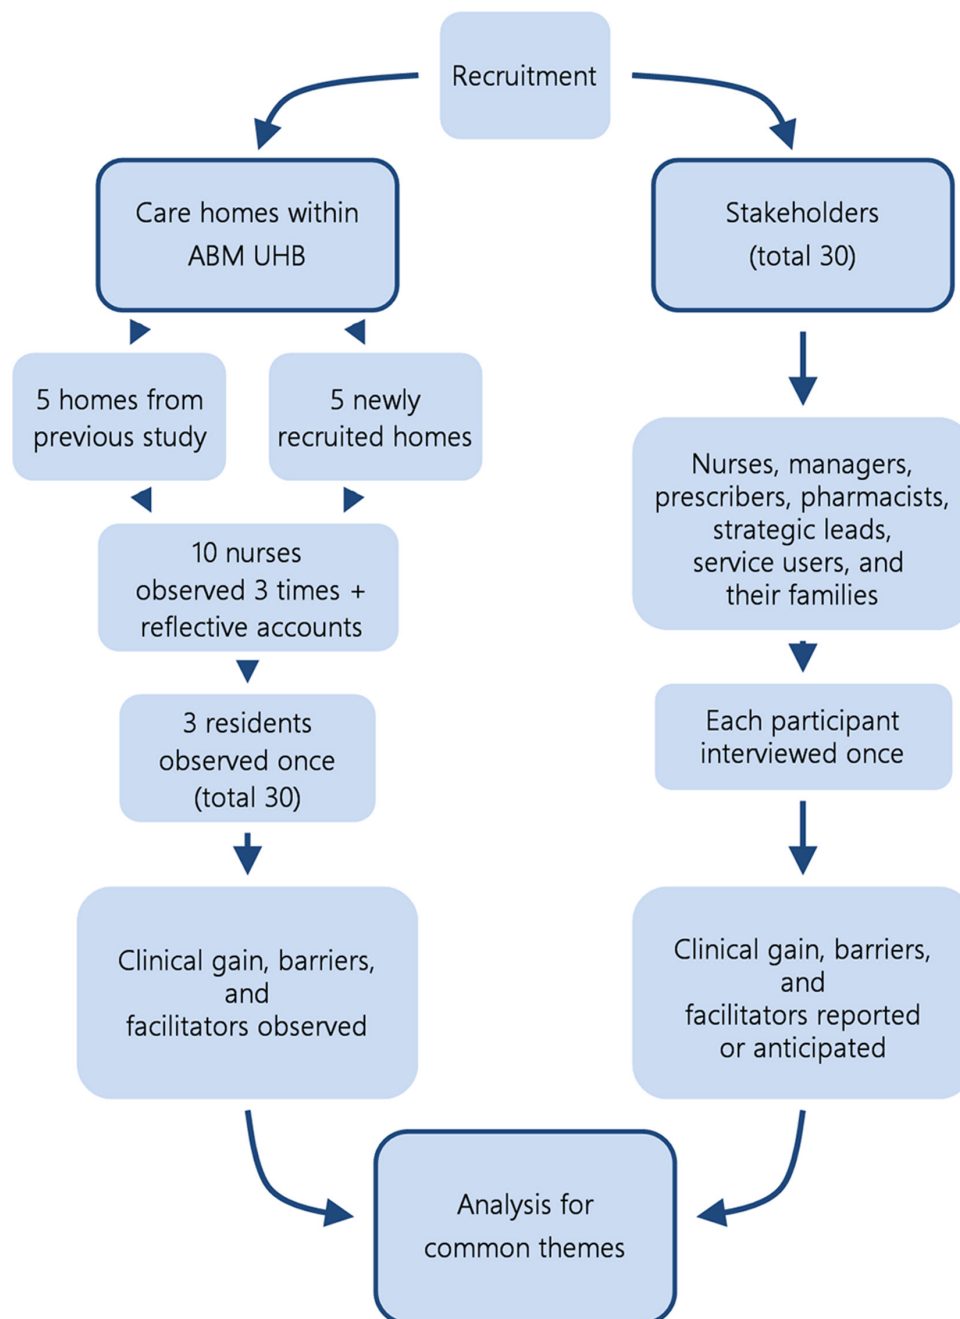 Recruitment
Care homes within
ABM UHB
5 homes from
previous study
5 newly
recruited homes
10 nurses
observed 3 times +
reflective accounts
3 residents
observed once
(total 30)
Clinical gain, barriers,
and
facilitators observed
Stakeholders
(total 30)
Nurses, managers,
prescribers, pharmacists,
strategic leads,
service users, and
their families
Each participant
interviewed once
Clinical gain, barriers,
and
facilitators reported
or anticipated
Analysis for
common themes